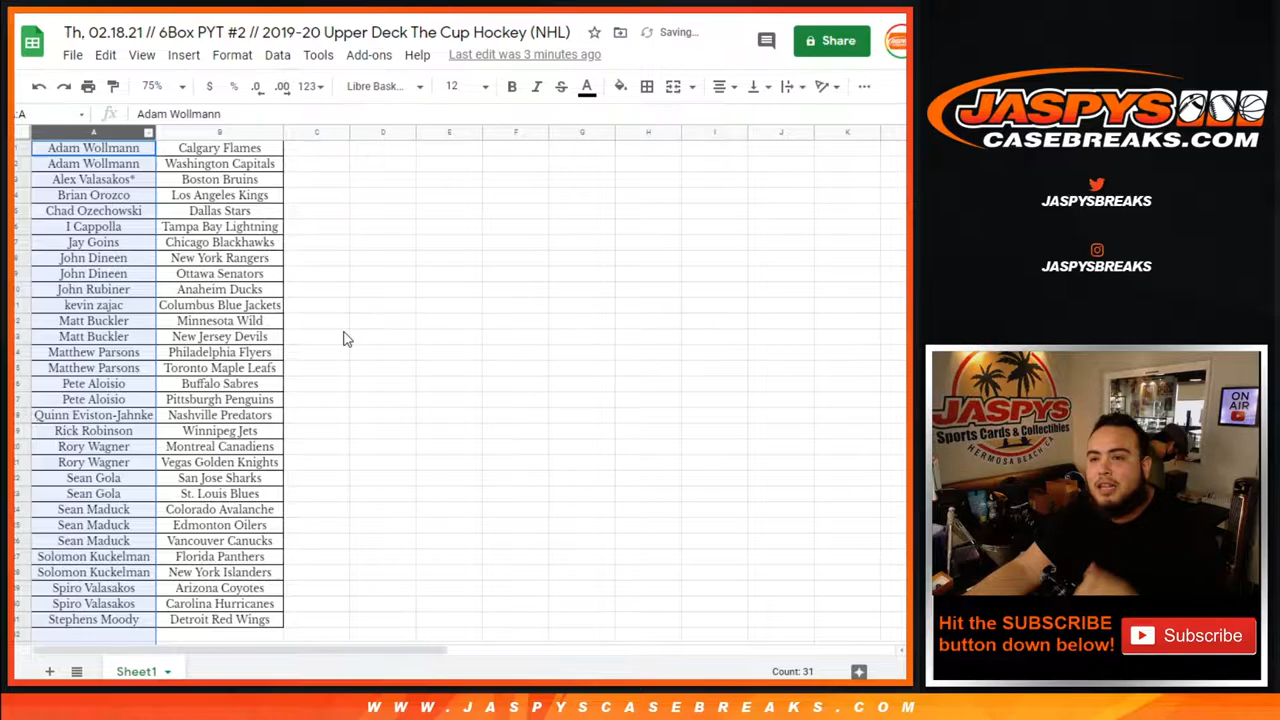 Th, 02.18.21 // 6Box PYT #2 // 2019-20 Upper Deck The Cup Hockey (NHL)
Saving...
File Edit View Insert Format Data Tools Add-ons Help Last edit was 3 minutes ago
Share
75% $ % .0 .00 123 Libre Bask... 12 B I S A
:A fx Adam Wollmann
A B C D E F G H I J K
Adam Wollmann Calgary Flames
Adam Wollmann Washington Capitals
Alex Valasakos* Boston Bruins
Brian Orozco Los Angeles Kings
Chad Ozechowski Dallas Stars
I Cappolla Tampa Bay Lightning
Jay Goins Chicago Blackhawks
John Dineen New York Rangers
John Dineen Ottawa Senators
John Rubiner Anaheim Ducks
kevin zajac Columbus Blue Jackets
Matt Buckler Minnesota Wild
Matt Buckler New Jersey Devils
Matthew Parsons Philadelphia Flyers
Matthew Parsons Toronto Maple Leafs
Pete Aloisio Buffalo Sabres
Pete Aloisio Pittsburgh Penguins
Quinn Eviston-Jahnke Nashville Predators
Rick Robinson Winnipeg Jets
Rory Wagner Montreal Canadiens
Rory Wagner Vegas Golden Knights
Sean Gola San Jose Sharks
Sean Gola St. Louis Blues
Sean Maduck Colorado Avalanche
Sean Maduck Edmonton Oilers
Sean Maduck Vancouver Canucks
Solomon Kuckelman Florida Panthers
Solomon Kuckelman New York Islanders
Spiro Valasakos Arizona Coyotes
Spiro Valasakos Carolina Hurricanes
Stephens Moody Detroit Red Wings
Sheet1
Count: 31
JASPYS
CASEBREAKS.COM
JASPYSBREAKS
JASPYSBREAKS
JASPYS
Sports Cards & Collectibles
HERMOSA BEACH CA
ON
AIR
Hit the SUBSCRIBE
button down below!
Subscribe
WWW.JASPYSCASEBREAKS.COM